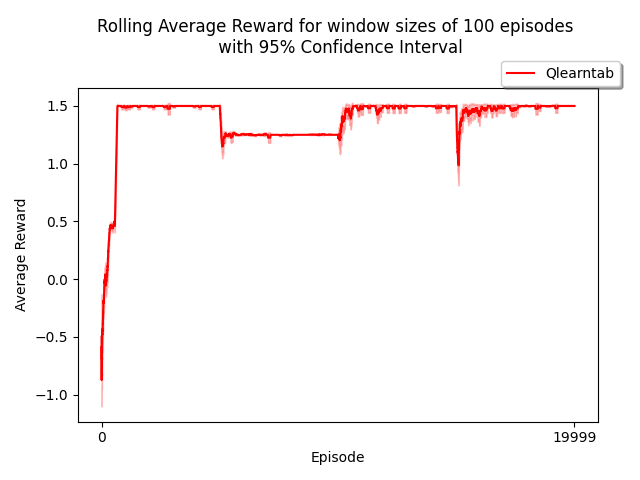 Rolling Average Reward for window sizes of 100 episodes
with 95% Confidence Interval
Qlearntab
1.5
1.0
0.5
0.0
−0.5
−1.0
Average Reward
0
19999
Episode